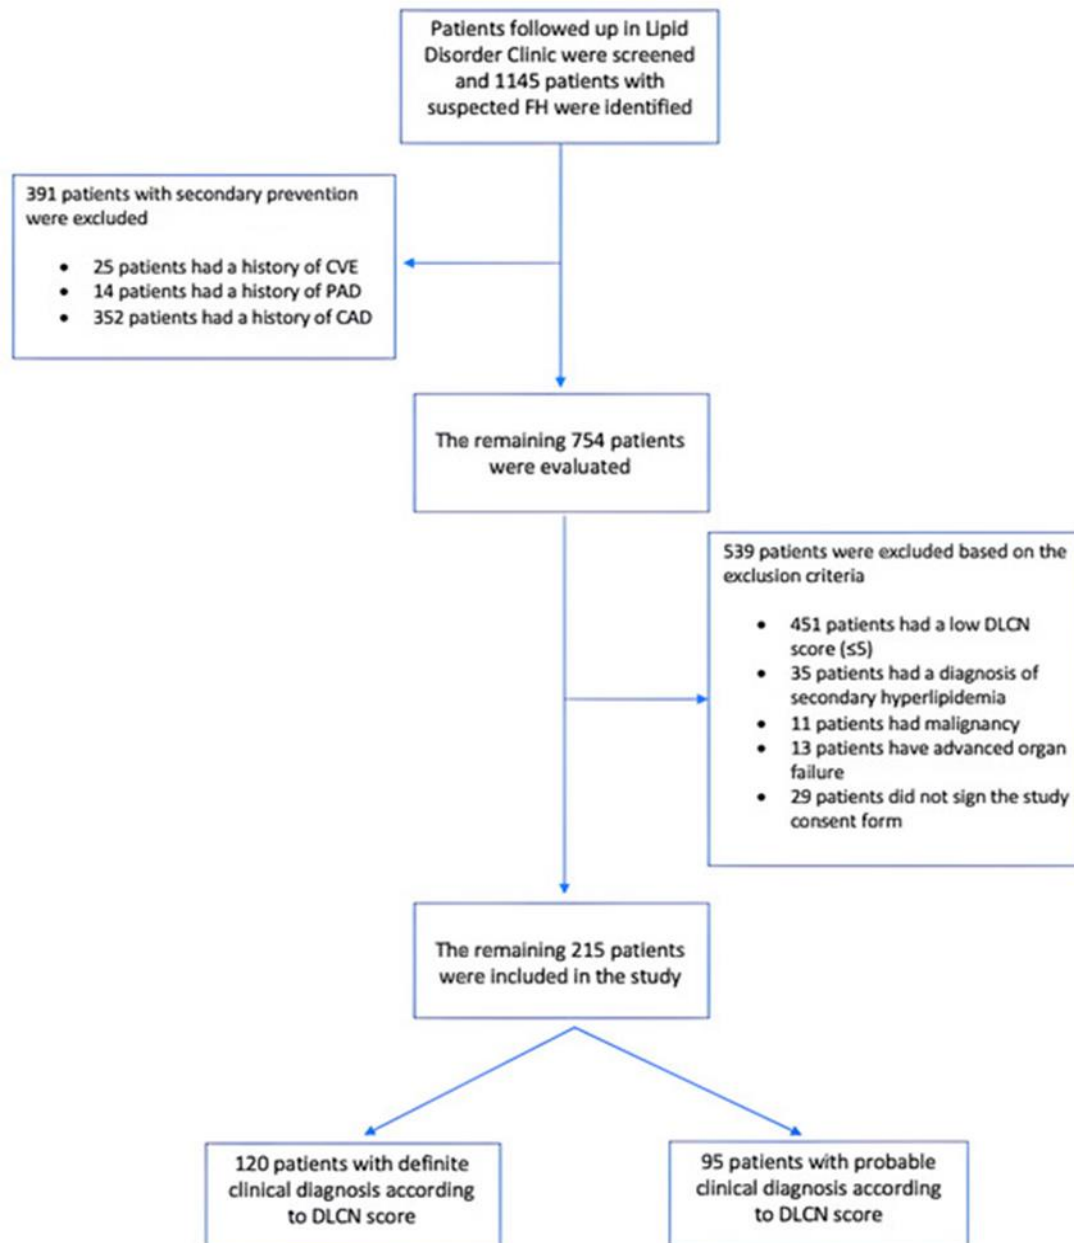 Patients followed up in Lipid
Disorder Clinic were screened
and 1145 patients with
suspected FH were identified
391 patients with secondary prevention
were excluded
• 25 patients had a history of CVE
• 14 patients had a history of PAD
• 352 patients had a history of CAD
The remaining 754 patients
were evaluated
539 patients were excluded based on the
exclusion criteria
• 451 patients had a low DLCN
score (≤5)
• 35 patients had a diagnosis of
secondary hyperlipidemia
• 11 patients had malignancy
• 13 patients have advanced organ
failure
• 29 patients did not sign the study
consent form
The remaining 215 patients
were included in the study
120 patients with definite
clinical diagnosis according
to DLCN score
95 patients with probable
clinical diagnosis according
to DLCN score